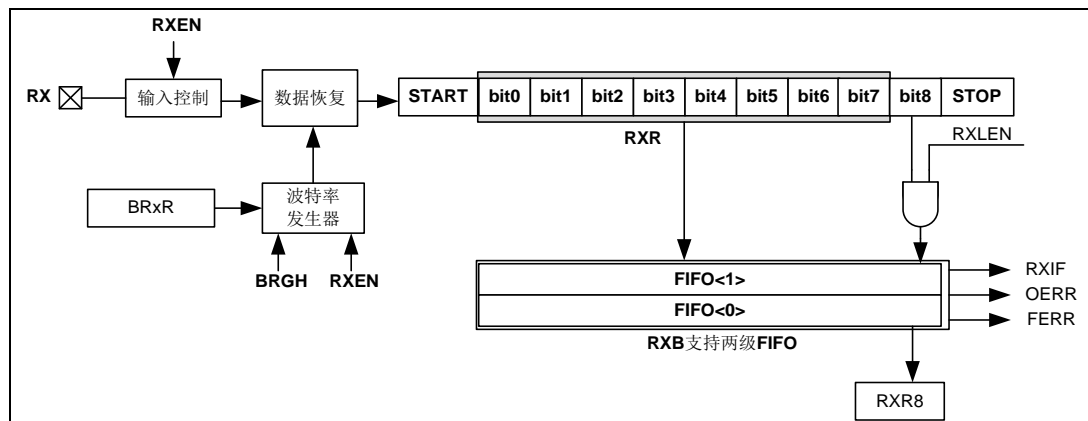 RXEN
RX
输入控制
数据恢复
START bit0 bit1 bit2 bit3 bit4 bit5 bit6 bit7 bit8 STOP
RXR
RXLEN
BRxR
波特率
发生器
BRGH RXEN
FIFO<1>
FIFO<0>
RXIF
OERR
FERR
RXB支持两级FIFO
RXR8